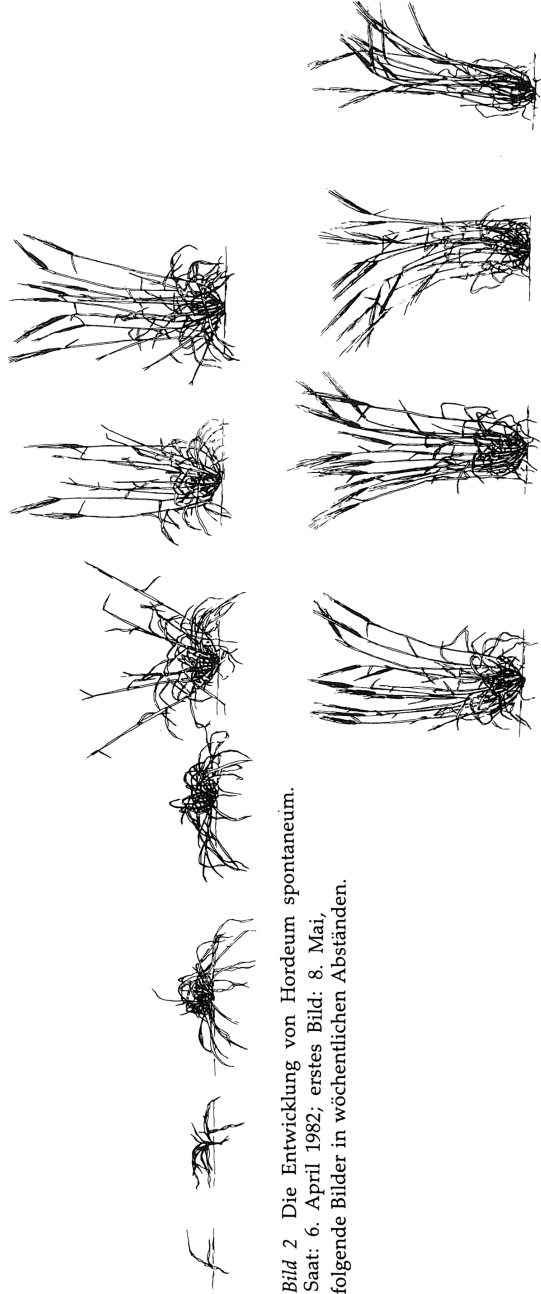 Bild 2 Die Entwicklung von Hordeum spontaneum.
Saat: 6. April 1982; erstes Bild: 8. Mai,
folgende Bilder in wöchentlichen Abständen.